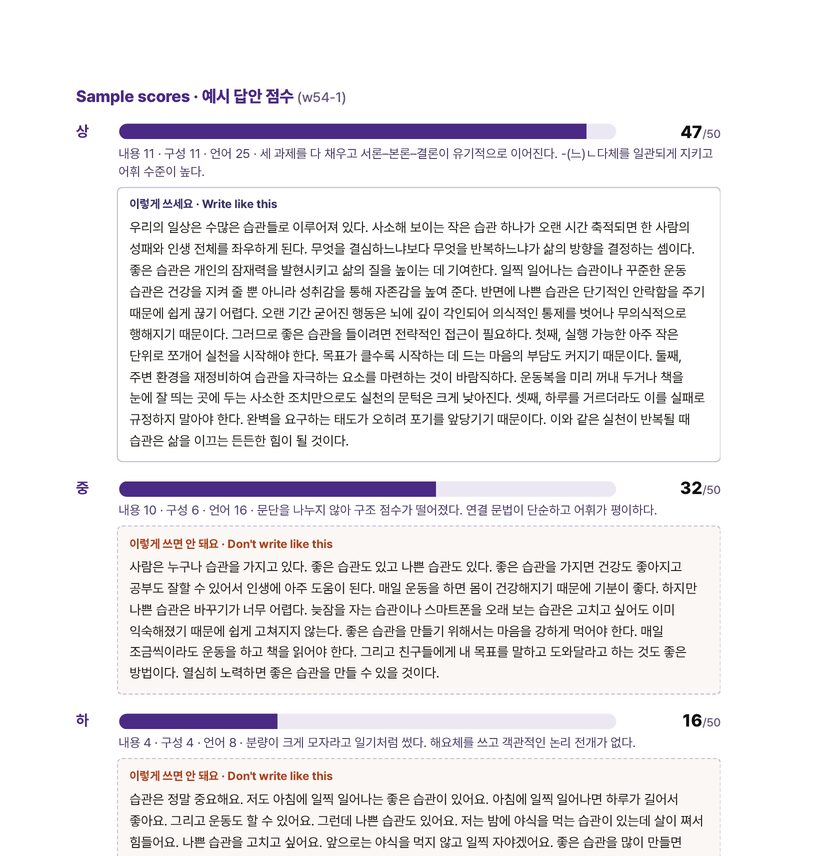 Sample scores · 예시 답안 점수 (w54-1)
상
47/50
내용 11 · 구성 11 · 언어 25 · 세 과제를 다 채우고 서론–본론–결론이 유기적으로 이어진다. -(느)ㄴ다체를 일관되게 지키고
어휘 수준이 높다.
이렇게 쓰세요 · Write like this
우리의 일상은 수많은 습관들로 이루어져 있다. 사소해 보이는 작은 습관 하나가 오랜 시간 축적되면 한 사람의
성패와 인생 전체를 좌우하게 된다. 무엇을 결심하느냐보다 무엇을 반복하느냐가 삶의 방향을 결정하는 셈이다.
좋은 습관은 개인의 잠재력을 발현시키고 삶의 질을 높이는 데 기여한다. 일찍 일어나는 습관이나 꾸준한 운동
습관은 건강을 지켜 줄 뿐 아니라 성취감을 통해 자존감을 높여 준다. 반면에 나쁜 습관은 단기적인 안락함을 주기
때문에 쉽게 끊기 어렵다. 오랜 기간 굳어진 행동은 뇌에 깊이 각인되어 의식적인 통제를 벗어나 무의식적으로
행해지기 때문이다. 그러므로 좋은 습관을 들이려면 전략적인 접근이 필요하다. 첫째, 실행 가능한 아주 작은
단위로 쪼개어 실천을 시작해야 한다. 목표가 클수록 시작하는 데 드는 마음의 부담도 커지기 때문이다. 둘째,
주변 환경을 재정비하여 습관을 자극하는 요소를 마련하는 것이 바람직하다. 운동복을 미리 꺼내 두거나 책을
눈에 잘 띄는 곳에 두는 사소한 조치만으로도 실천의 문턱은 크게 낮아진다. 셋째, 하루를 거르더라도 이를 실패로
규정하지 말아야 한다. 완벽을 요구하는 태도가 오히려 포기를 앞당기기 때문이다. 이와 같은 실천이 반복될 때
습관은 삶을 이끄는 든든한 힘이 될 것이다.
중
32/50
내용 10 · 구성 6 · 언어 16 · 문단을 나누지 않아 구조 점수가 떨어졌다. 연결 문법이 단순하고 어휘가 평이하다.
이렇게 쓰면 안 돼요 · Don't write like this
사람은 누구나 습관을 가지고 있다. 좋은 습관도 있고 나쁜 습관도 있다. 좋은 습관을 가지면 건강도 좋아지고
공부도 잘할 수 있어서 인생에 아주 도움이 된다. 매일 운동을 하면 몸이 건강해지기 때문에 기분이 좋다. 하지만
나쁜 습관은 바꾸기가 너무 어렵다. 늦잠을 자는 습관이나 스마트폰을 오래 보는 습관은 고치고 싶어도 이미
익숙해졌기 때문에 쉽게 고쳐지지 않는다. 좋은 습관을 만들기 위해서는 마음을 강하게 먹어야 한다. 매일
조금씩이라도 운동을 하고 책을 읽어야 한다. 그리고 친구들에게 내 목표를 말하고 도와달라고 하는 것도 좋은
방법이다. 열심히 노력하면 좋은 습관을 만들 수 있을 것이다.
하
16/50
내용 4 · 구성 4 · 언어 8 · 분량이 크게 모자라고 일기처럼 썼다. 해요체를 쓰고 객관적인 논리 전개가 없다.
이렇게 쓰면 안 돼요 · Don't write like this
습관은 정말 중요해요. 저도 아침에 일찍 일어나는 좋은 습관이 있어요. 아침에 일찍 일어나면 하루가 길어서
좋아요. 그리고 운동도 할 수 있어요. 그런데 나쁜 습관도 있어요. 저는 밤에 야식을 먹는 습관이 있는데 살이 쪄서
힘들어요. 나쁜 습관을 고치고 싶어요. 앞으로는 야식을 먹지 않고 일찍 자야겠어요. 좋은 습관을 많이 만들면